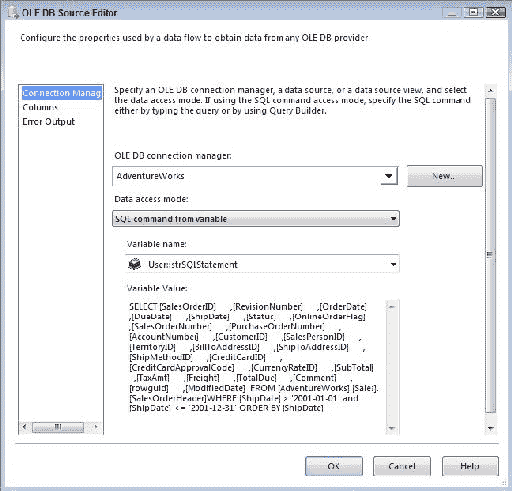 OLE DB Source Editor
Configure the properties used by a data flow to obtain data from any OLE DB provider
Connection Manag
Columns
Error Output
Specify an OLE DB connection manager, a data source, or a data source view, and select
the data access mode. If using the SQL command access mode, specify the SQL command
either by typing the query or by using Query Builder.
OLE DB connection manager:
AdventureWorks
New...
Data access mode:
SQL command from variable
Variable name:
User::strSQLStatement
Variable Value:
SELECT [SalesOrderID] ,[RevisionNumber] ,[OrderDate]
,[DueDate] ,[ShipDate] ,[Status] ,[OnlineOrderFlag]
,[SalesOrderNumber] ,[PurchaseOrderNumber] ,
[AccountNumber] ,[CustomerID] ,[SalesPersonID] ,
[TerritoryID] ,[BillToAddressID] ,[ShipToAddressID] ,
[ShipMethodID] ,[CreditCardID] ,
[CreditCardApprovalCode] ,[CurrencyRateID] ,[SubTotal]
,[TaxAmt] ,[Freight] ,[TotalDue] ,[Comment] ,
[rowguid] ,[ModifiedDate] FROM [AdventureWorks].[Sales].
[SalesOrderHeader]WHERE [ShipDate] > '2001-01-01' and
[ShipDate] <= '2001-12-31' ORDER BY [ShipDate]
OK
Cancel
Help